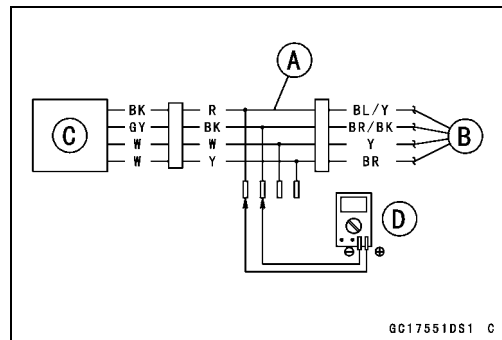 A
BK R BL/Y
GY BK BR/BK
C B
W W Y
W Y BR
D
⊖ ⊕
GC17551DS1 C